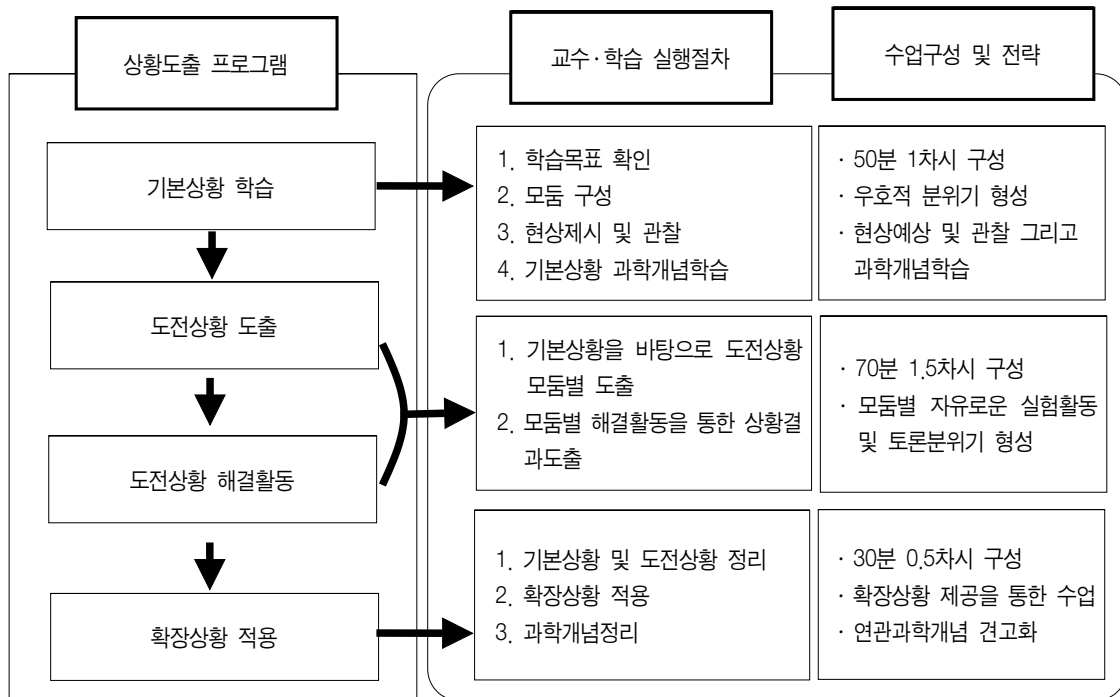 상황도출 프로그램
교수·학습 실행절차
수업구성 및 전략
기본상황 학습
1. 학습목표 확인
2. 모둠 구성
3. 현상제시 및 관찰
4. 기본상황 과학개념학습
· 50분 1차시 구성
· 우호적 분위기 형성
· 현상예상 및 관찰 그리고
과학개념학습
도전상황 도출
도전상황 해결활동
1. 기본상황을 바탕으로 도전상황
모둠별 도출
2. 모둠별 해결활동을 통한 상황결
과도출
· 70분 1.5차시 구성
· 모둠별 자유로운 실험활동
및 토론분위기 형성
확장상황 적용
1. 기본상황 및 도전상황 정리
2. 확장상황 적용
3. 과학개념정리
· 30분 0.5차시 구성
· 확장상황 제공을 통한 수업
· 연관과학개념 견고화